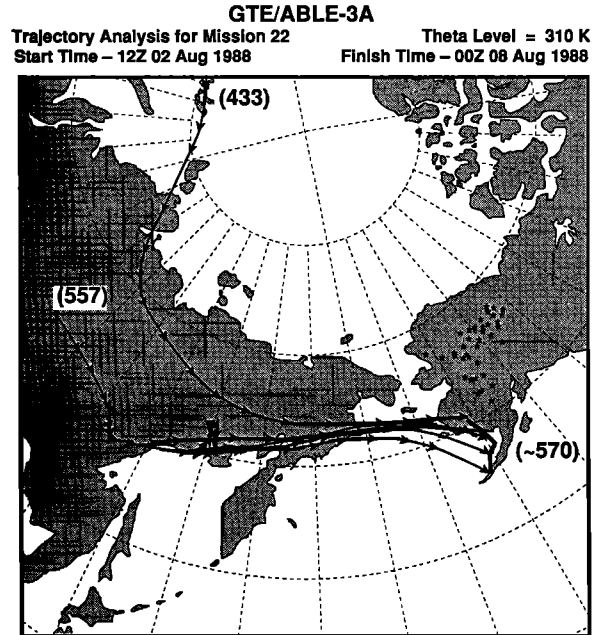 GTE/ABLE-3A
Trajectory Analysis for Mission 22 Theta Level = 310 K
Start Time – 12Z 02 Aug 1988 Finish Time – 00Z 08 Aug 1988
(433)
(557)
(~570)